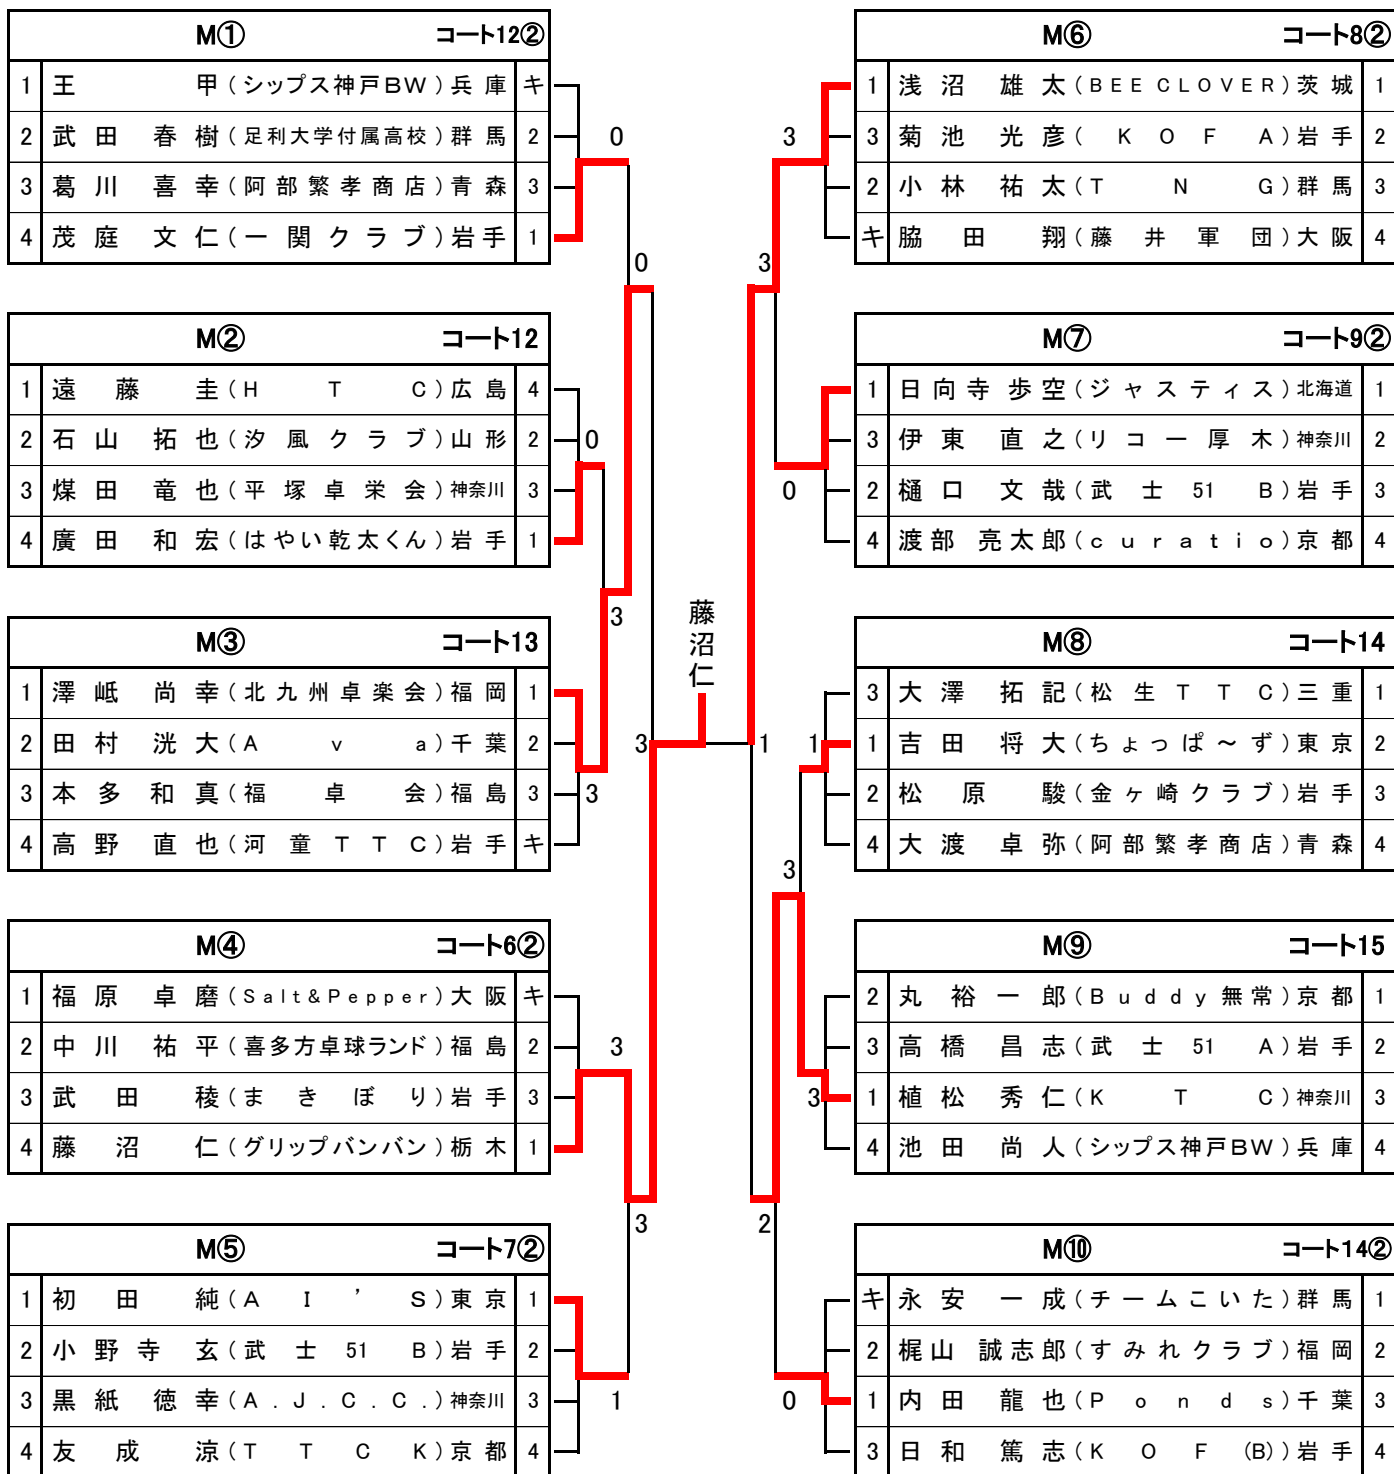 M① コート12②
1 王 甲 (シップス神戸BW) 兵庫 キ
2 武田 春樹 (足利大学付属高校) 群馬 2
3 葛川 喜幸 (阿部繁孝商店) 青森 3
4 茂庭 文仁 (一関クラブ) 岩手 1
0
0
M② コート12
1 遠藤 圭 (HTC) 広島 4
2 石山 拓也 (汐風クラブ) 山形 2
3 煤田 竜也 (平塚卓栄会) 神奈川 3
4 廣田 和宏 (はやい乾太くん) 岩手 1
0
3
M③ コート13
1 澤岻 尚幸 (北九州卓楽会) 福岡 1
2 田村 洸大 (Ava) 千葉 2
3 本多 和真 (福卓会) 福島 3
4 高野 直也 (河童TTC) 岩手 キ
3
3
M④ コート6②
1 福原 卓磨 (Salt&Pepper) 大阪 キ
2 中川 祐平 (喜多方卓球ランド) 福島 2
3 武田 稜 (まきぼり) 岩手 3
4 藤沼 仁 (グリップバンバン) 栃木 1
3
3
M⑤ コート7②
1 初田 純 (AI'S) 東京 1
2 小野寺 玄 (武士51 B) 岩手 2
3 黒紙 徳幸 (A.J.C.C.) 神奈川 3
4 友成 涼 (TTCK) 京都 4
1
藤沼仁
M⑥ コート8②
1 浅沼 雄太 (BEE CLOVER) 茨城 1
3 菊池 光彦 (KOFA) 岩手 2
2 小林 祐太 (TNG) 群馬 3
キ 脇田 翔 (藤井軍団) 大阪 4
3
3
M⑦ コート9②
1 日向寺 歩空 (ジャスティス) 北海道 1
3 伊東 直之 (リコー厚木) 神奈川 2
2 樋口 文哉 (武士51 B) 岩手 3
4 渡部 亮太郎 (curatio) 京都 4
0
1
M⑧ コート14
3 大澤 拓記 (松生TTC) 三重 1
1 吉田 将大 (ちょっぱ~ず) 東京 2
2 松原 駿 (金ヶ崎クラブ) 岩手 3
4 大渡 卓弥 (阿部繁孝商店) 青森 4
1
3
M⑨ コート15
2 丸 裕一郎 (Buddy無常) 京都 1
3 高橋 昌志 (武士51 A) 岩手 2
1 植松 秀仁 (KTC) 神奈川 3
4 池田 尚人 (シップス神戸BW) 兵庫 4
3
2
M⑩ コート14②
キ 永安 一成 (チームこいた) 群馬 1
2 梶山 誠志郎 (すみれクラブ) 福岡 2
1 内田 龍也 (Ponds) 千葉 3
3 日和 篤志 (KOF(B)) 岩手 4
0